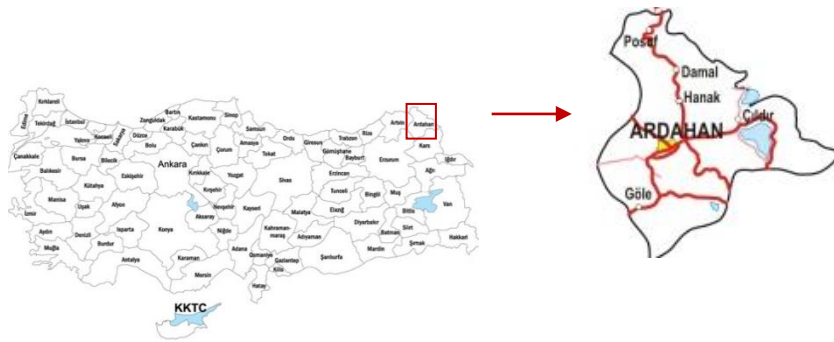 Kırklareli
Edirne
Tekirdağ
İstanbul
Kocaeli
Yalova
Sakarya
Düzce
Zonguldak
Bartın
Karabük
Kastamonu
Sinop
Samsun
Ordu
Giresun
Trabzon
Rize
Artvin
Ardahan
Kars
Iğdır
Çanakkale
Balıkesir
Bursa
Bilecik
Bolu
Ankara
Çankırı
Çorum
Amasya
Tokat
Gümüşhane
Bayburt
Erzurum
Ağrı
Eskişehir
Kütahya
Manisa
Uşak
Afyon
Kırıkkale
Kırşehir
Yozgat
Sivas
Erzincan
Tunceli
Bingöl
Muş
Bitlis
Van
İzmir
Aydın
Denizli
Muğla
Burdur
Isparta
Antalya
Konya
Aksaray
Nevşehir
Niğde
Kayseri
Malatya
Elazığ
Diyarbakır
Batman
Siirt
Şırnak
Hakkari
Karaman
Mersin
Adana
Osmaniye
Kahraman-
maraş
Adıyaman
Gaziantep
Kilis
Şanlıurfa
Mardin
Hatay
KKTC
Posof
Damal
Hanak
Çıldır
ARDAHAN
Göle